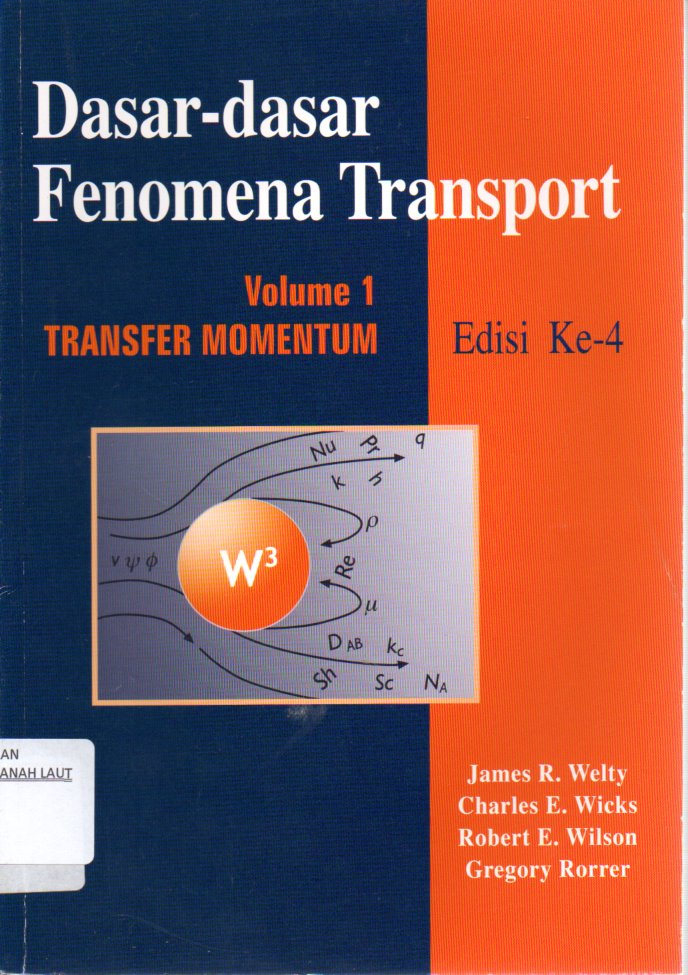 Dasar-dasar
Fenomena Transport
Volume 1
TRANSFER MOMENTUM
Edisi Ke-4
Nu Pr q
k h
ρ
v ψ φ
W³
Re
μ
D AB k c
Sh Sc N A
AN
ANAH LAUT
James R. Welty
Charles E. Wicks
Robert E. Wilson
Gregory Rorrer